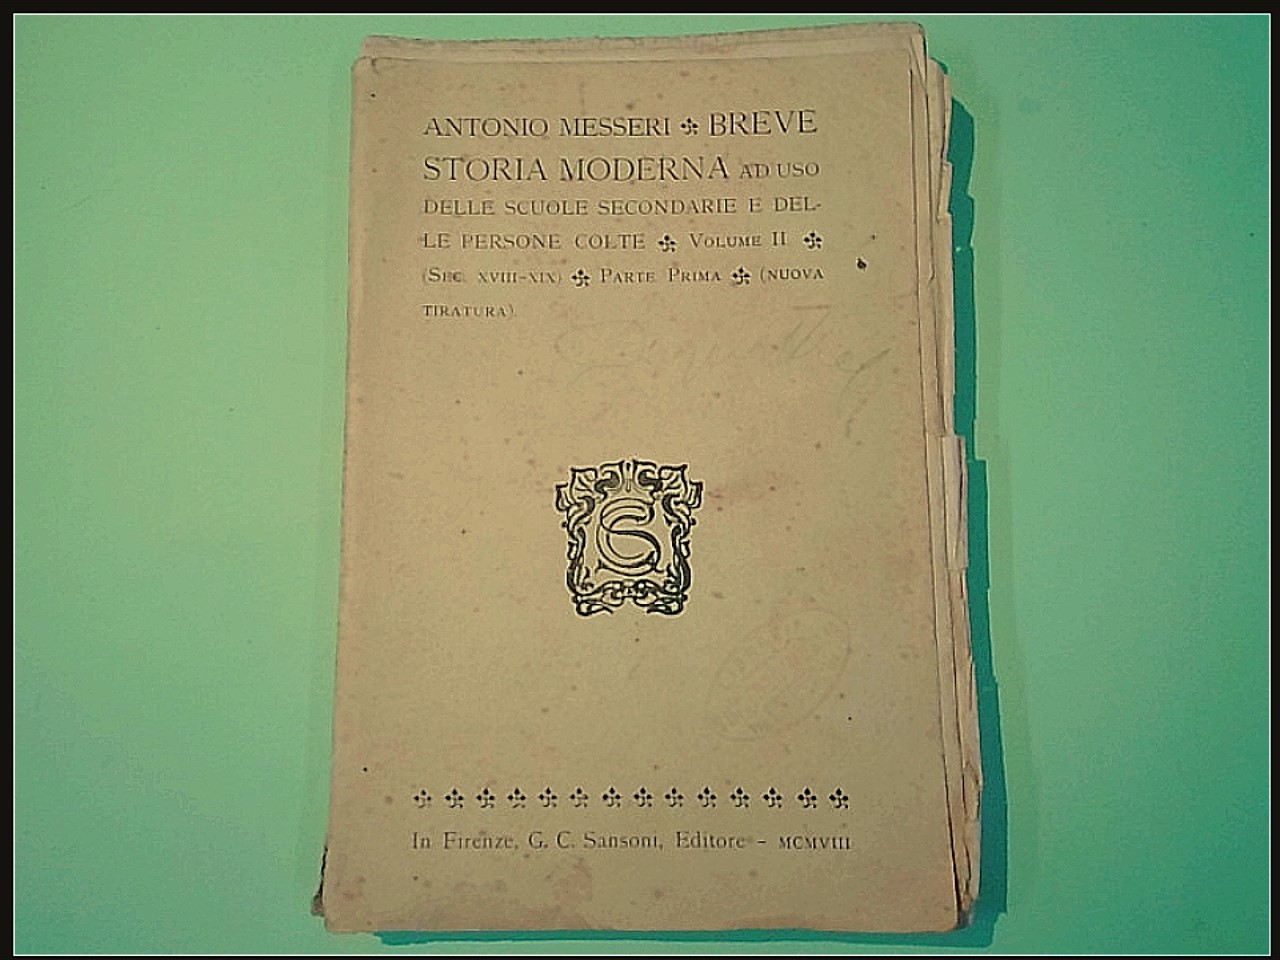 ANTONIO MESSERI BREVE
STORIA MODERNA AD USO
DELLE SCUOLE SECONDARIE E DEL-
LE PERSONE COLTE VOLUME II
(SEC. XVIII-XIX) PARTE PRIMA (NUOVA
TIRATURA).
In Firenze, G. C. Sansoni, Editore - MCMVIII